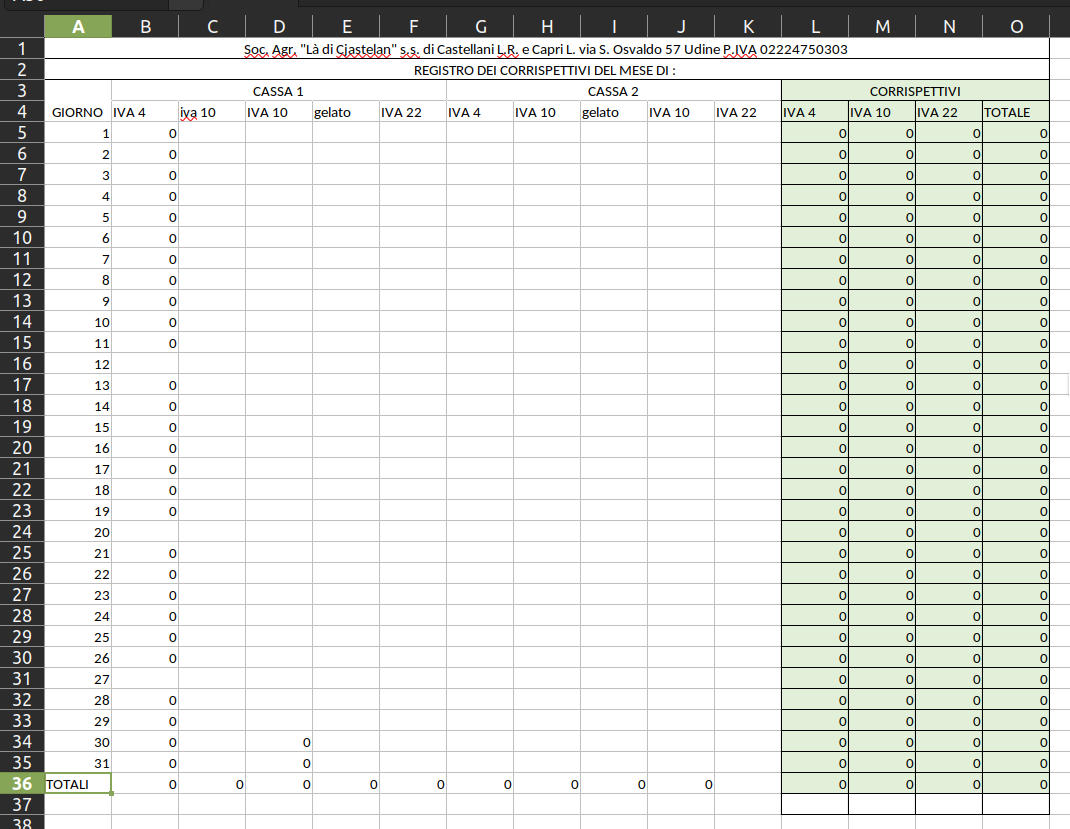 A B C D E F G H I J K L M N O
1 Soc. Agr. "Là di Cjastelan" s.s. di Castellani L.R. e Capri L. via S. Osvaldo 57 Udine P.IVA 02224750303
2 REGISTRO DEI CORRISPETTIVI DEL MESE DI :
3 CASSA 1 CASSA 2 CORRISPETTIVI
4 GIORNO IVA 4 iva 10 IVA 10 gelato IVA 22 IVA 4 IVA 10 gelato IVA 10 IVA 22 IVA 4 IVA 10 IVA 22 TOTALE
5 1 0 0 0 0 0
6 2 0 0 0 0 0
7 3 0 0 0 0 0
8 4 0 0 0 0 0
9 5 0 0 0 0 0
10 6 0 0 0 0 0
11 7 0 0 0 0 0
12 8 0 0 0 0 0
13 9 0 0 0 0 0
14 10 0 0 0 0 0
15 11 0 0 0 0 0
16 12 0 0 0 0
17 13 0 0 0 0 0
18 14 0 0 0 0 0
19 15 0 0 0 0 0
20 16 0 0 0 0 0
21 17 0 0 0 0 0
22 18 0 0 0 0 0
23 19 0 0 0 0 0
24 20 0 0 0 0
25 21 0 0 0 0 0
26 22 0 0 0 0 0
27 23 0 0 0 0 0
28 24 0 0 0 0 0
29 25 0 0 0 0 0
30 26 0 0 0 0 0
31 27 0 0 0 0
32 28 0 0 0 0 0
33 29 0 0 0 0 0
34 30 0 0 0 0 0 0
35 31 0 0 0 0 0 0
36 TOTALI 0 0 0 0 0 0 0 0 0 0 0 0 0
37
38